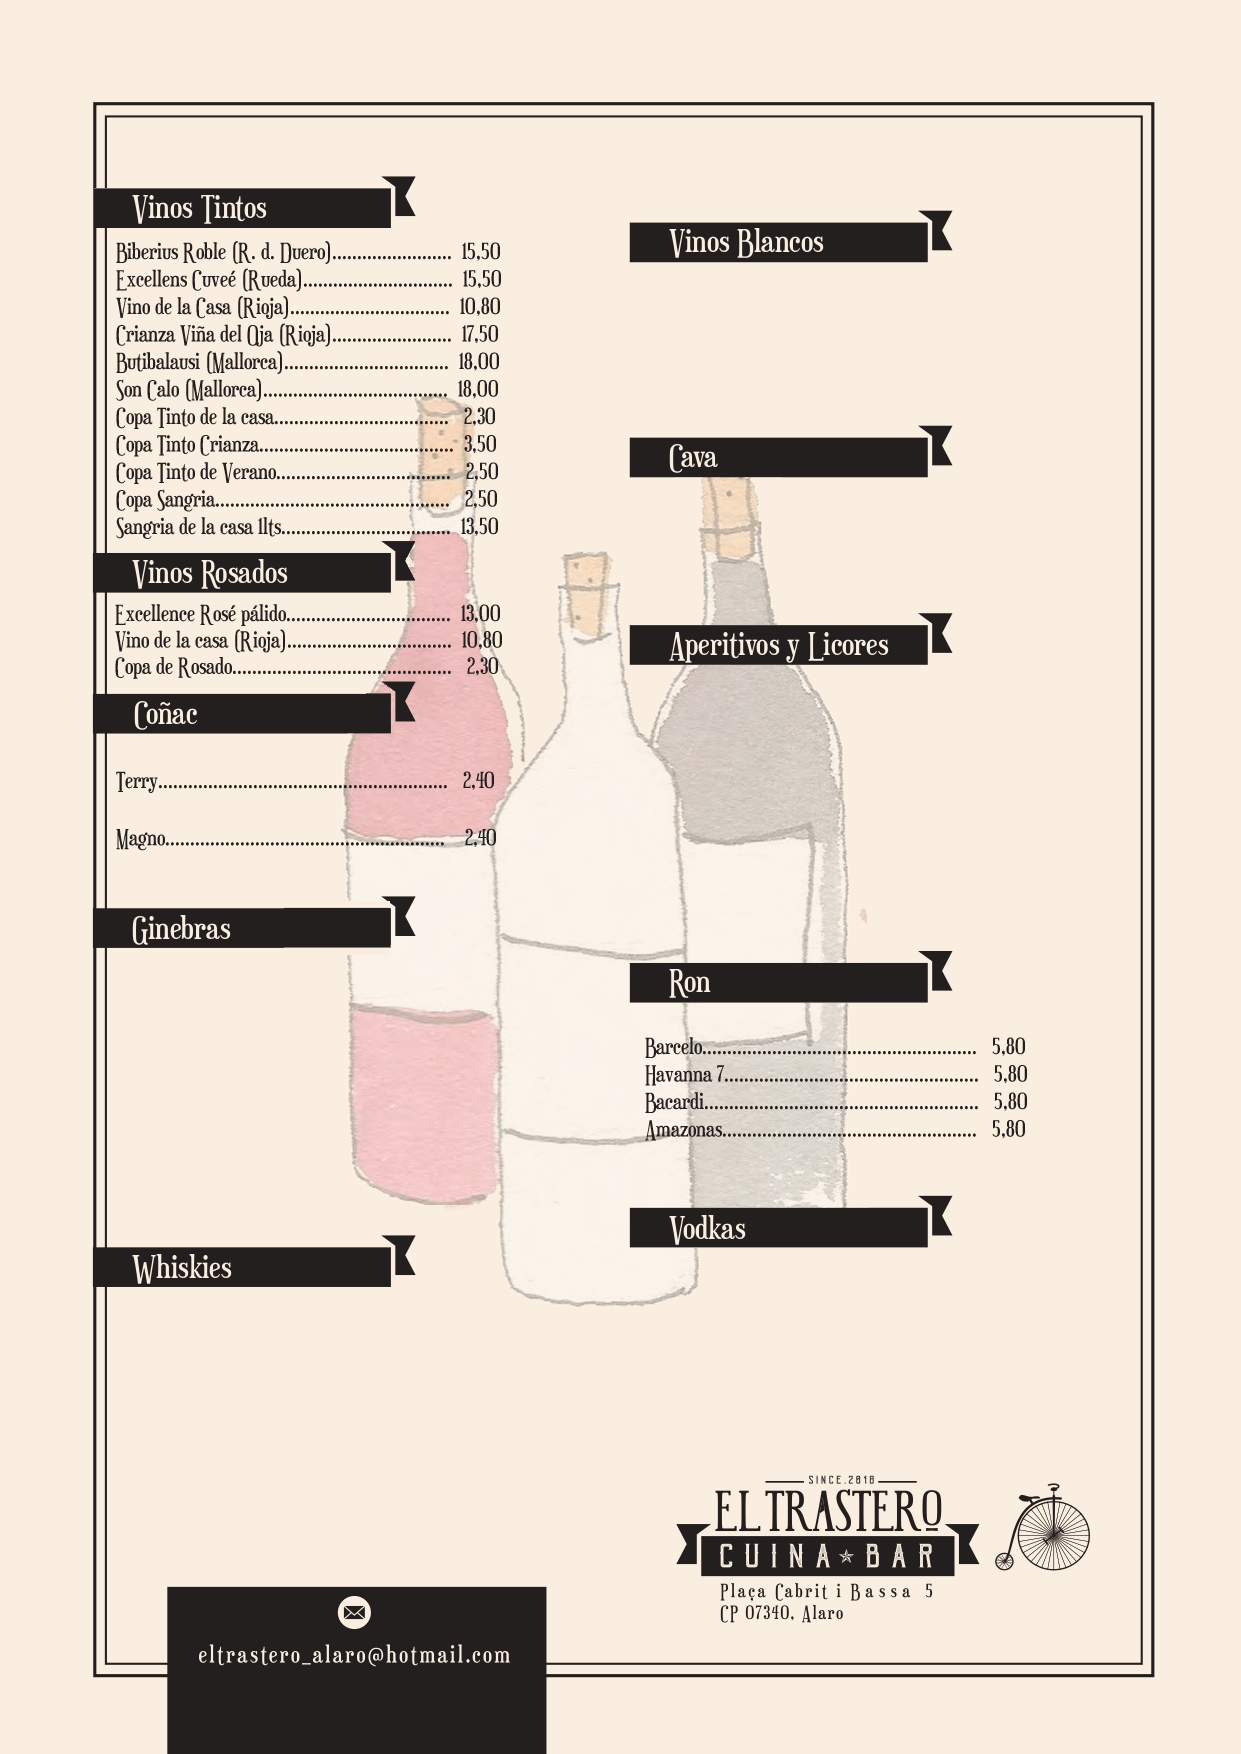 Vinos Tintos
Biberius Roble (R. d. Duero)........................ 15,50
Excellens Cuveé (Rueda).............................. 15,50
Vino de la Casa (Rioja)................................ 10,80
Crianza Viña del Oja (Rioja)........................ 17,50
Butibalausi (Mallorca)................................. 18,00
Son Calo (Mallorca)..................................... 18,00
Copa Tinto de la casa................................... 2,30
Copa Tinto Crianza....................................... 3,50
Copa Tinto de Verano................................... 2,50
Copa Sangria............................................... 2,50
Sangria de la casa 1lts.................................. 13,50
Vinos Rosados
Excellence Rosé pálido................................. 13,00
Vino de la casa (Rioja)................................. 10,80
Copa de Rosado............................................ 2,30
Coñac
Terry.......................................................... 2,40
Magno........................................................ 2,40
Ginebras
Whiskies
Vinos Blancos
Cava
Aperitivos y Licores
Ron
Barcelo....................................................... 5,80
Havanna 7................................................... 5,80
Bacardi....................................................... 5,80
Amazonas................................................... 5,80
Vodkas
SINCE.2010
EL TRASTERO
CUINA BAR
Plaça Cabrit i Bassa 5
CP 07340, Alaro
eltrastero_alaro@hotmail.com